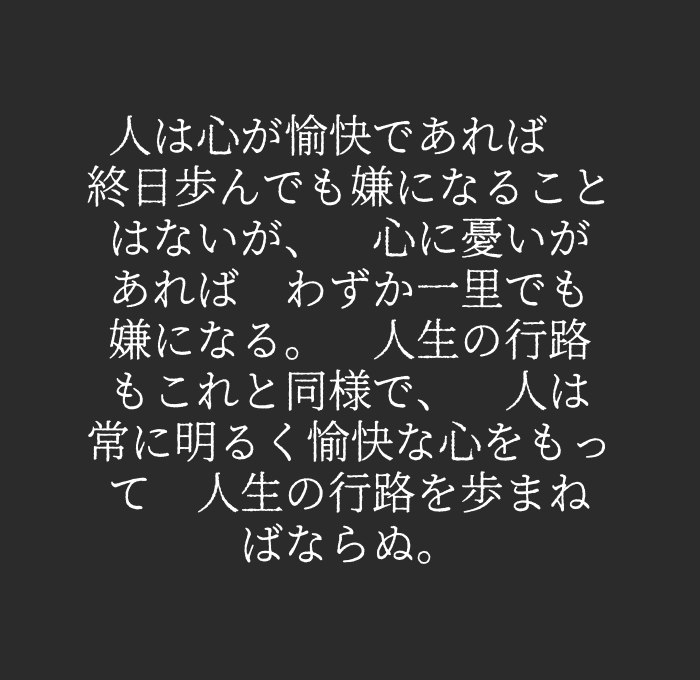 人は心が愉快であれば
終日歩んでも嫌になること
はないが、　心に憂いが
あれば　わずか一里でも
嫌になる。　人生の行路
もこれと同様で、　人は
常に明るく愉快な心をもっ
て　人生の行路を歩まね
ばならぬ。